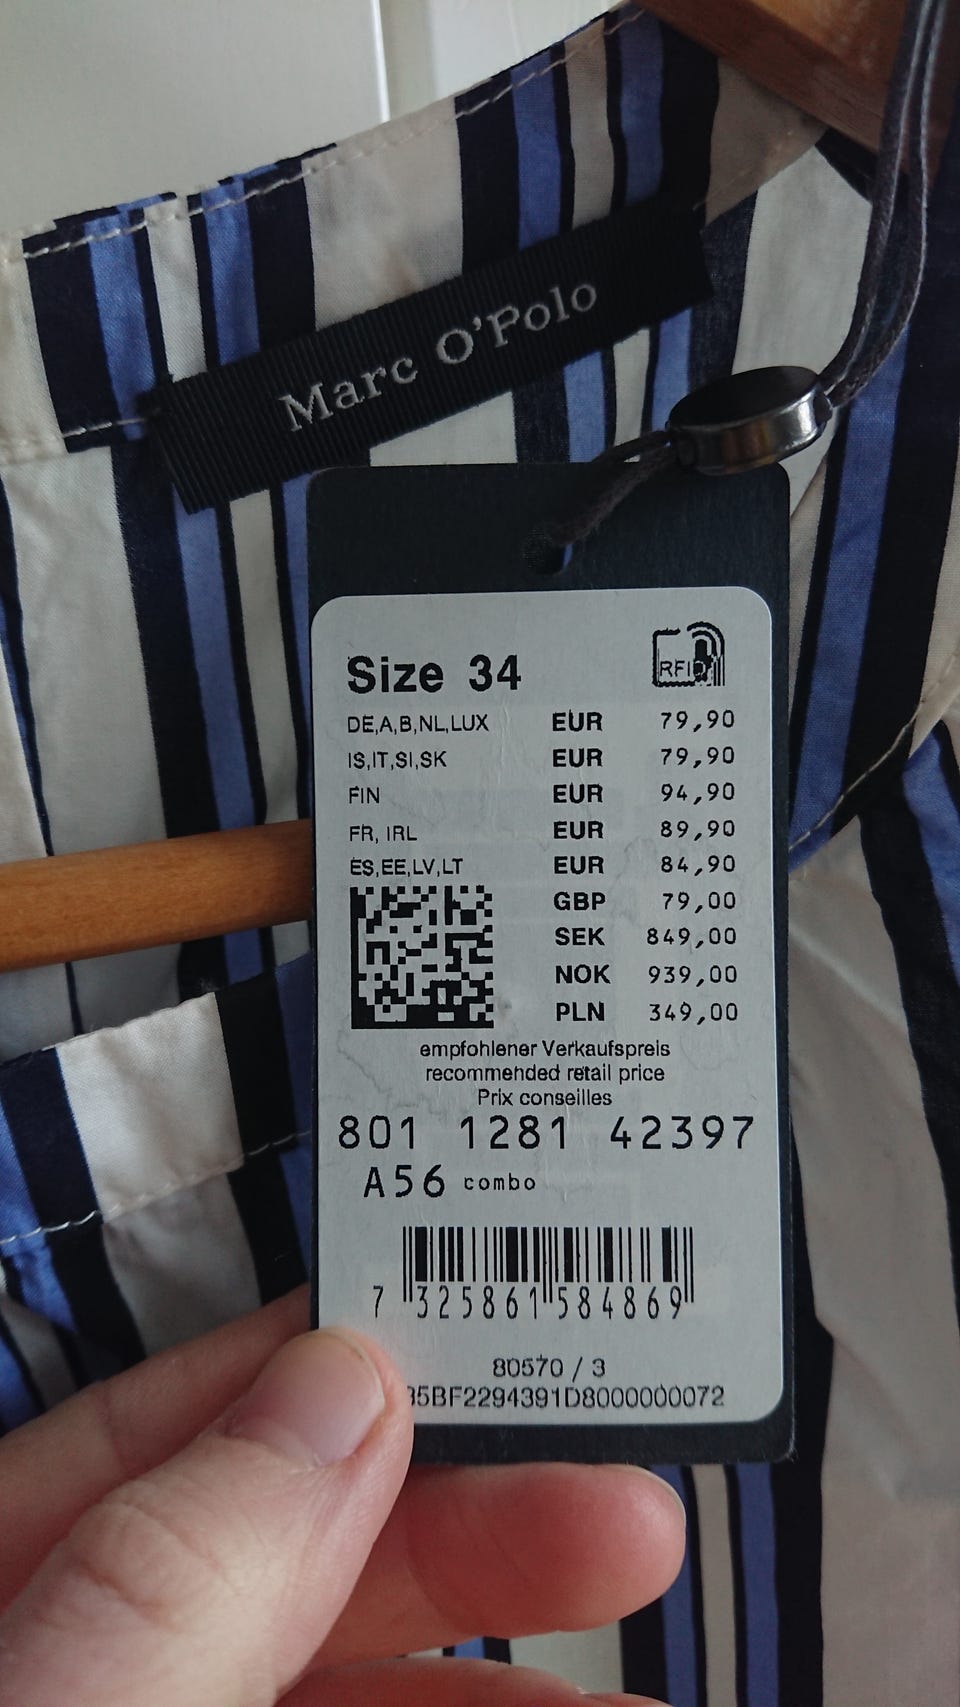 Marc O'Polo
Size 34
RFID
DE,A,B,NL,LUX EUR 79,90
IS,IT,SI,SK EUR 79,90
FIN EUR 94,90
FR, IRL EUR 89,90
ES,EE,LV,LT EUR 84,90
GBP 79,00
SEK 849,00
NOK 939,00
PLN 349,00
empfohlener Verkaufspreis
recommended retail price
Prix conseilles
801 1281 42397
A56 combo
7 325861 584869
80570 / 3